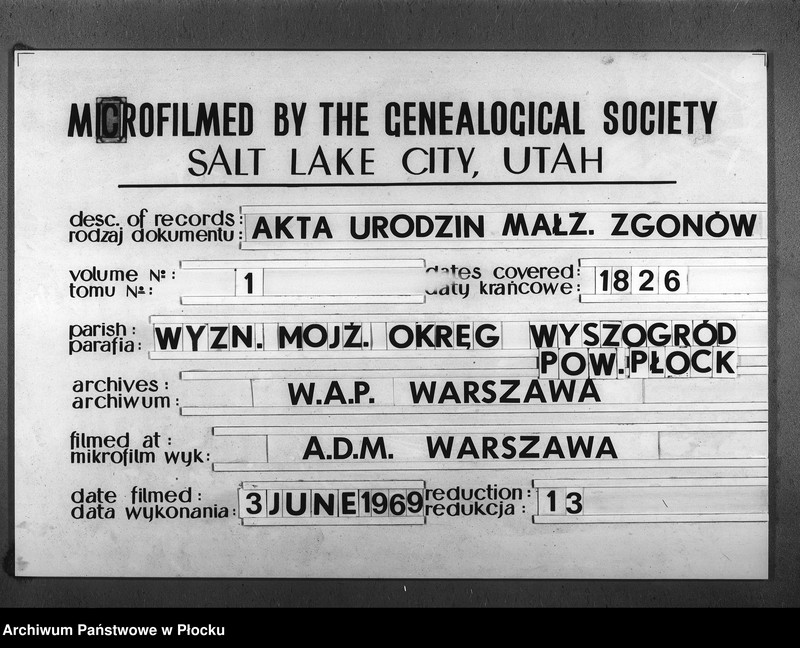 MICROFILMED BY THE GENEALOGICAL SOCIETY
SALT LAKE CITY, UTAH
desc. of records: AKTA URODZIN MAŁŻ. ZGONÓW
rodzaj dokumentu:
volume №: 1 dates covered: 1826
tomu №: daty krańcowe:
parish: WYZN. MOJŻ. OKRĘG WYSZOGRÓD
parafia: POW. PŁOCK
archives: W.A.P. WARSZAWA
archiwum:
filmed at: A.D.M. WARSZAWA
mikrofilm wyk:
date filmed: 3 JUNE 1969 reduction: 13
data wykonania: redukcja:
Archiwum Państwowe w Płocku